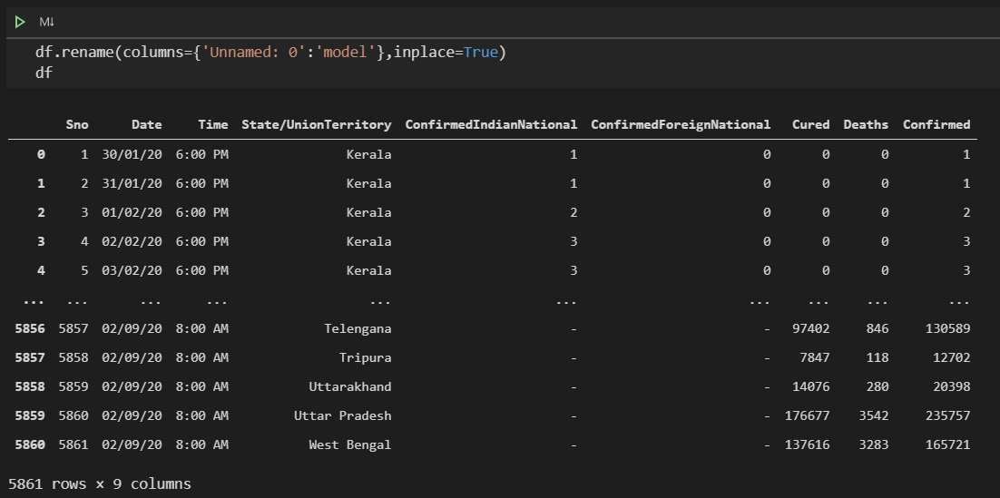 M↓
df.rename(columns={'Unnamed: 0':'model'},inplace=True)
df
Sno Date Time State/UnionTerritory ConfirmedIndianNational ConfirmedForeignNational Cured Deaths Confirmed
0 1 30/01/20 6:00 PM Kerala 1 0 0 0 1
1 2 31/01/20 6:00 PM Kerala 1 0 0 0 1
2 3 01/02/20 6:00 PM Kerala 2 0 0 0 2
3 4 02/02/20 6:00 PM Kerala 3 0 0 0 3
4 5 03/02/20 6:00 PM Kerala 3 0 0 0 3
... ... ... ... ... ... ... ... ... ...
5856 5857 02/09/20 8:00 AM Telengana - - 97402 846 130589
5857 5858 02/09/20 8:00 AM Tripura - - 7847 118 12702
5858 5859 02/09/20 8:00 AM Uttarakhand - - 14076 280 20398
5859 5860 02/09/20 8:00 AM Uttar Pradesh - - 176677 3542 235757
5860 5861 02/09/20 8:00 AM West Bengal - - 137616 3283 165721
5861 rows × 9 columns